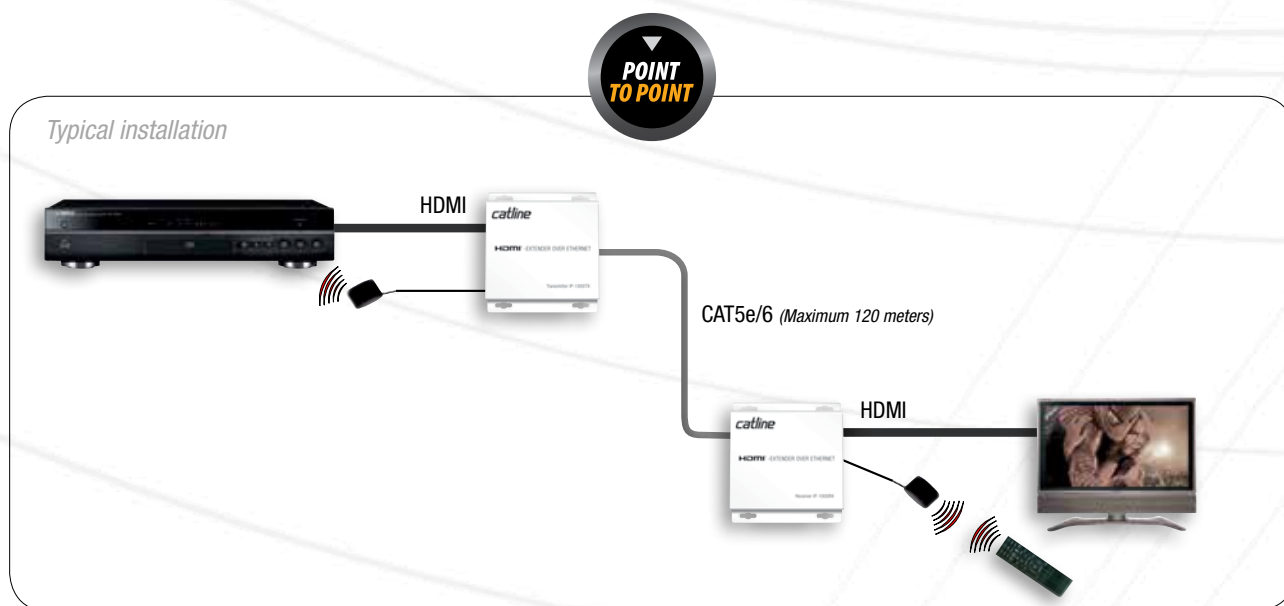 POINT
TO POINT
Typical installation
HDMI
catline
HDMI -EXTENDER OVER ETHERNET
CAT5e/6 (Maximum 120 meters)
HDMI
catline
HDMI -EXTENDER OVER ETHERNET